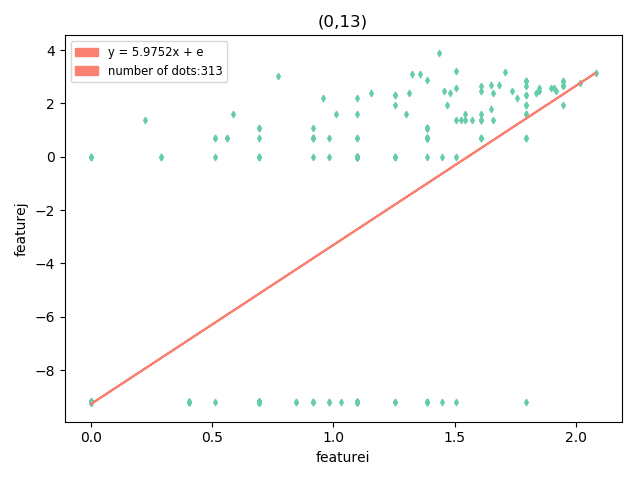 (0,13)
y = 5.9752x + e
number of dots:313
4
2
0
−2
−4
−6
−8
featurej
0.0 0.5 1.0 1.5 2.0
featurei